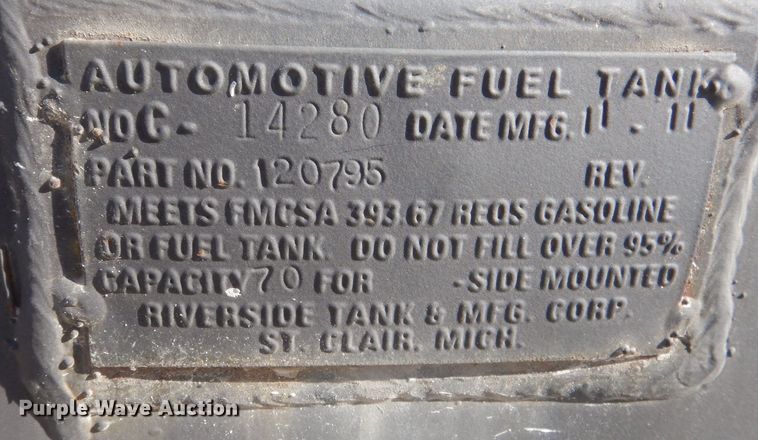 AUTOMOTIVE FUEL TANK
NO C- 14280 DATE MFG. 11 - 11
PART NO. 120795 REV.
MEETS FMCSA 393.67 REQS GASOLINE
OR FUEL TANK. DO NOT FILL OVER 95%
CAPACITY 70 FOR -SIDE MOUNTED
RIVERSIDE TANK & MFG. CORP.
ST. CLAIR. MICH.
Purple Wave Auction